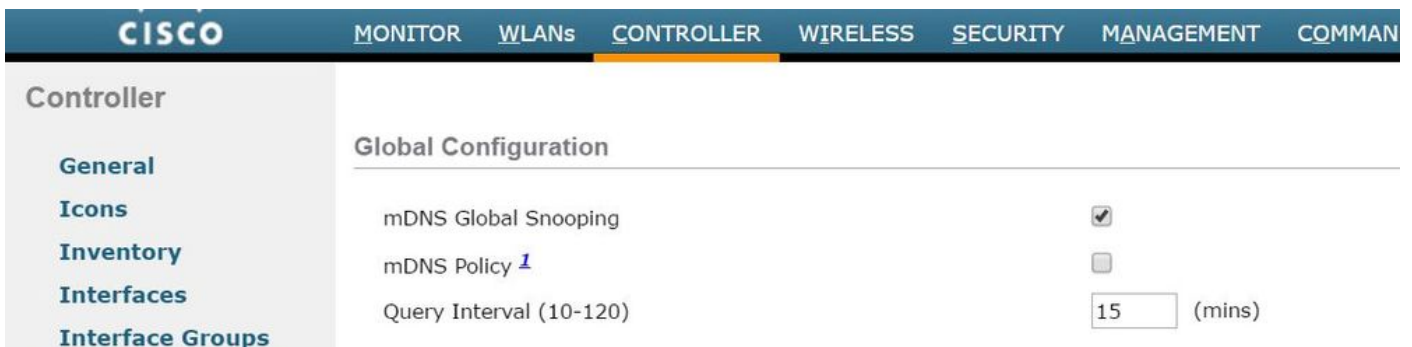 CISCO MONITOR WLANs CONTROLLER WIRELESS SECURITY MANAGEMENT COMMAN
Controller
Global Configuration
General
Icons
mDNS Global Snooping
Inventory
mDNS Policy 1
Interfaces
Query Interval (10-120) 15 (mins)
Interface Groups